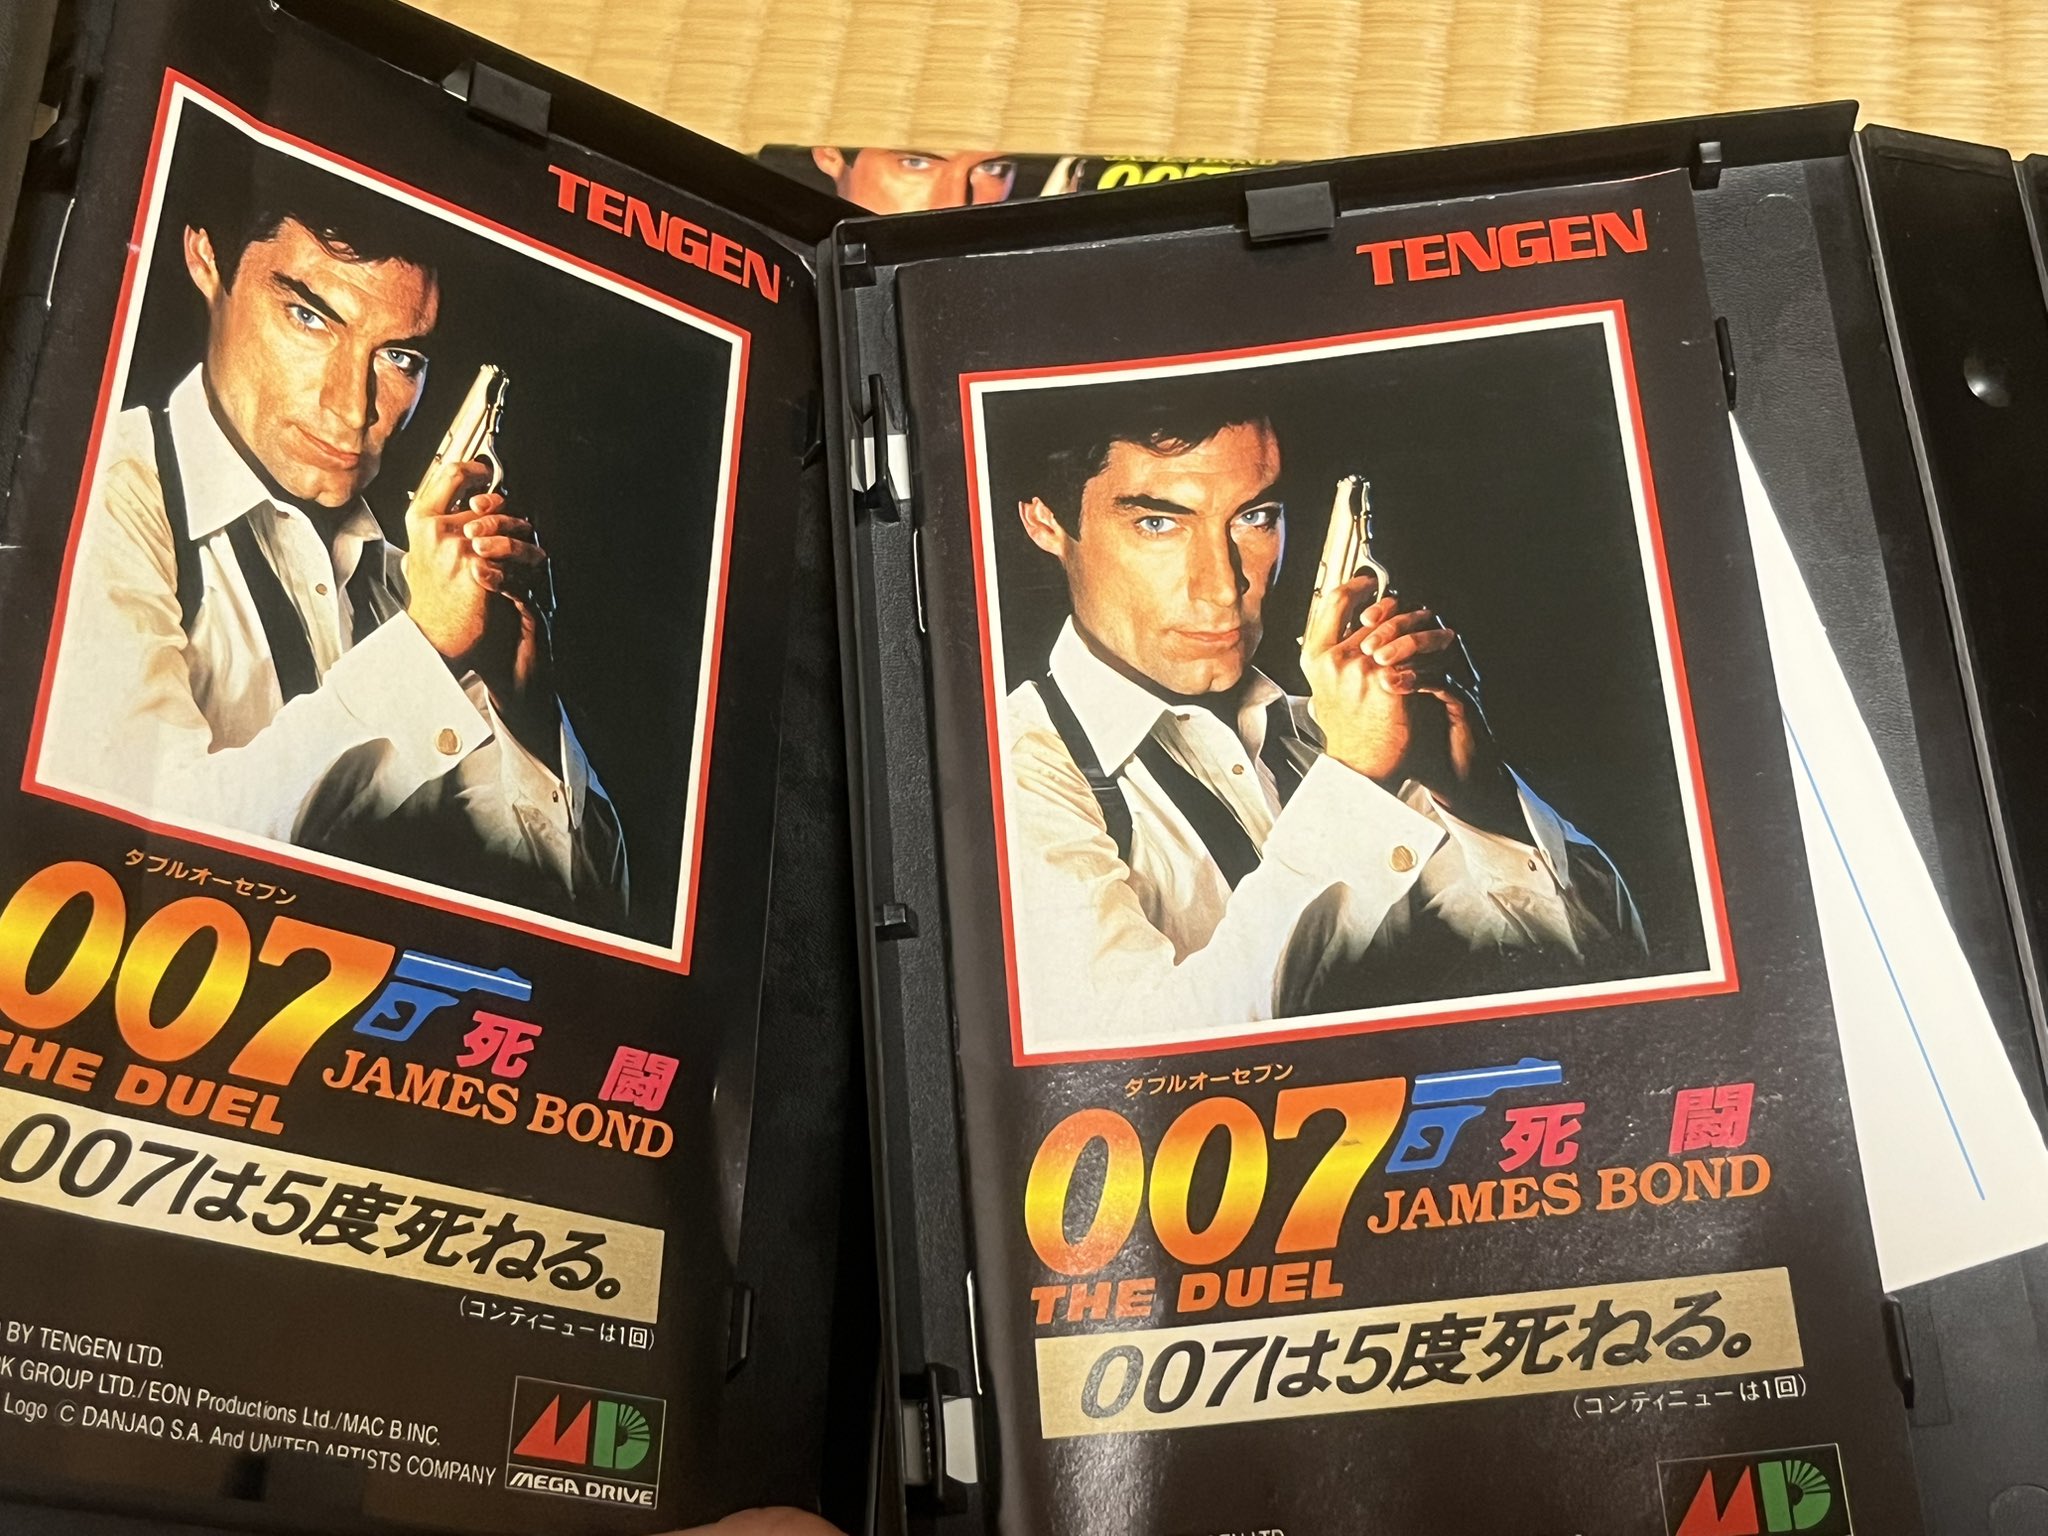 TENGEN
タブルオーセブン
007 死闘
JAMES BOND
THE DUEL
007は5度死ねる。
(コンティニューは1回)
BY TENGEN LTD.
GROUP LTD./EON Productions Ltd./MAC B.INC.
Logo © DANJAQ S.A. And UNITED ARTISTS COMPANY
MEGA DRIVE
TENGEN
タブルオーセブン
007 死闘
JAMES BOND
THE DUEL
007は5度死ねる。
(コンティニューは1回)